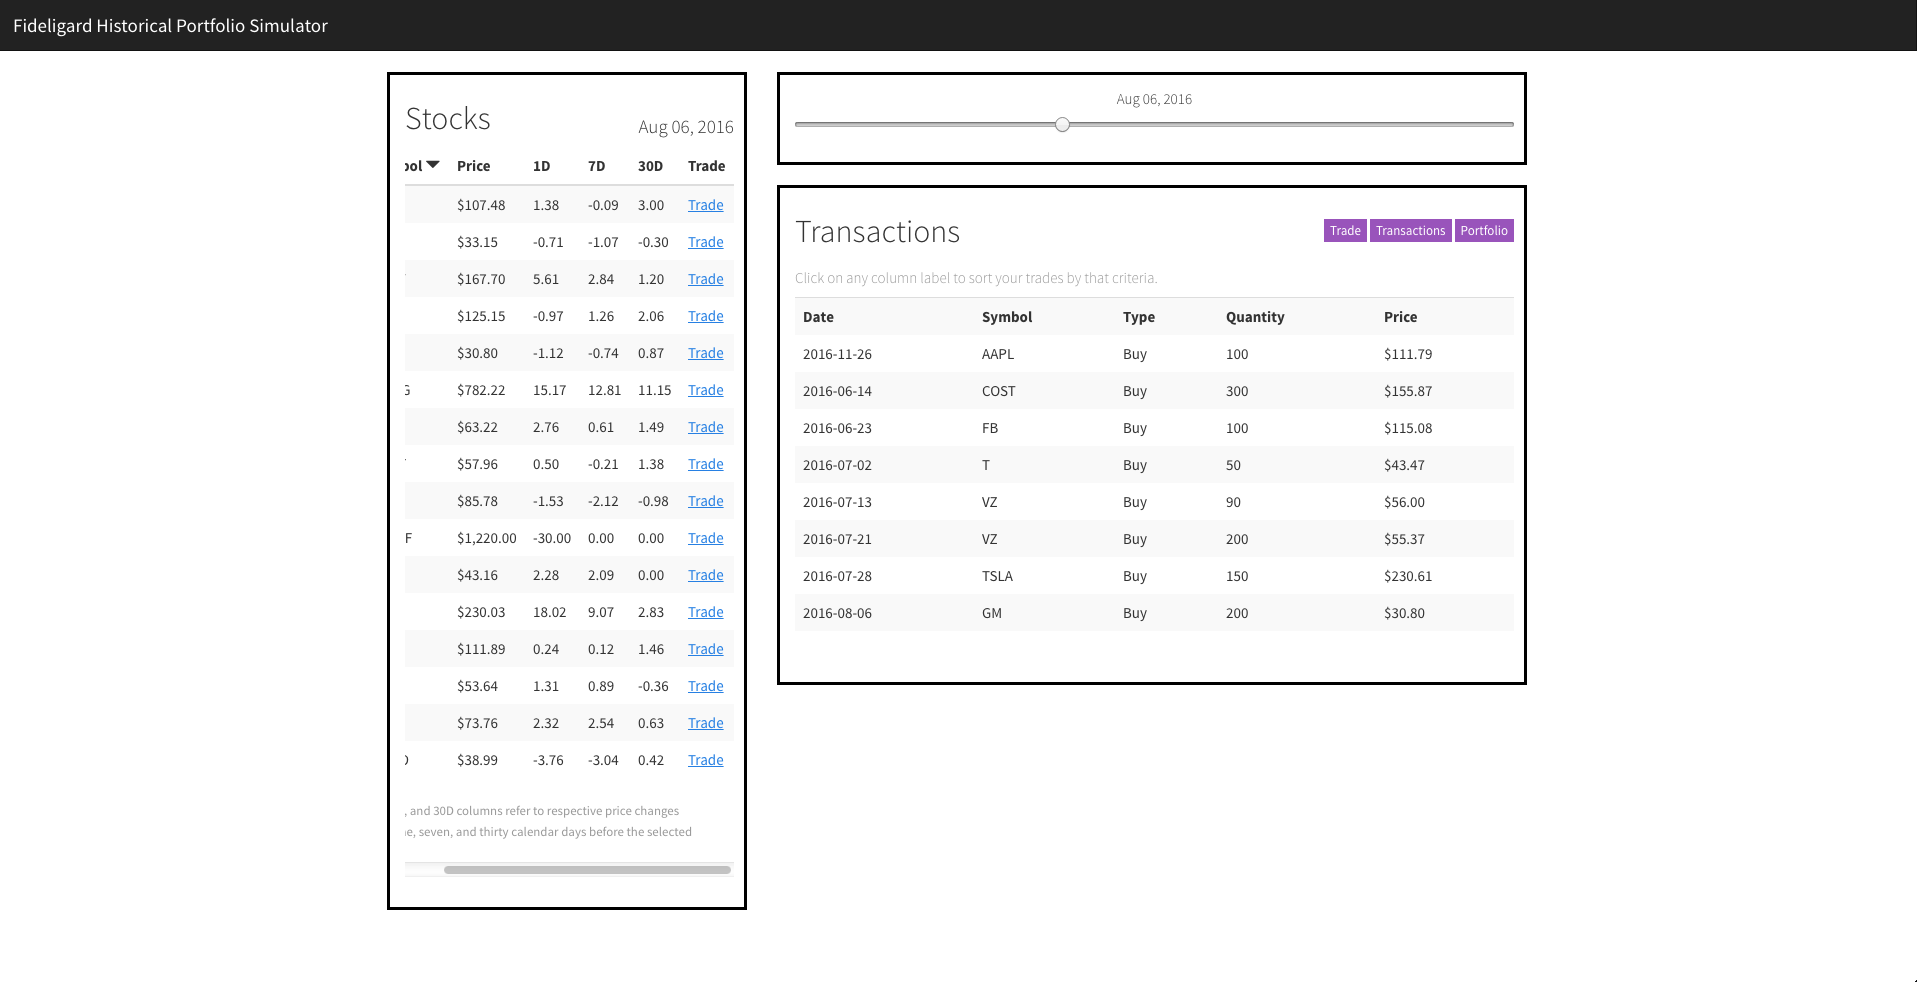 Fideligard Historical Portfolio Simulator
Stocks
Aug 06, 2016
Price 1D 7D 30D Trade
$107.48 1.38 -0.09 3.00 Trade
$33.15 -0.71 -1.07 -0.30 Trade
$167.70 5.61 2.84 1.20 Trade
$125.15 -0.97 1.26 2.06 Trade
$30.80 -1.12 -0.74 0.87 Trade
G $782.22 15.17 12.81 11.15 Trade
$63.22 2.76 0.61 1.49 Trade
$57.96 0.50 -0.21 1.38 Trade
$85.78 -1.53 -2.12 -0.98 Trade
F $1,220.00 -30.00 0.00 0.00 Trade
$43.16 2.28 2.09 0.00 Trade
$230.03 18.02 9.07 2.83 Trade
$111.89 0.24 0.12 1.46 Trade
$53.64 1.31 0.89 -0.36 Trade
$73.76 2.32 2.54 0.63 Trade
$38.99 -3.76 -3.04 0.42 Trade
, and 30D columns refer to respective price changes
, seven, and thirty calendar days before the selected
Aug 06, 2016
Transactions
Trade Transactions Portfolio
Click on any column label to sort your trades by that criteria.
Date Symbol Type Quantity Price
2016-11-26 AAPL Buy 100 $111.79
2016-06-14 COST Buy 300 $155.87
2016-06-23 FB Buy 100 $115.08
2016-07-02 T Buy 50 $43.47
2016-07-13 VZ Buy 90 $56.00
2016-07-21 VZ Buy 200 $55.37
2016-07-28 TSLA Buy 150 $230.61
2016-08-06 GM Buy 200 $30.80